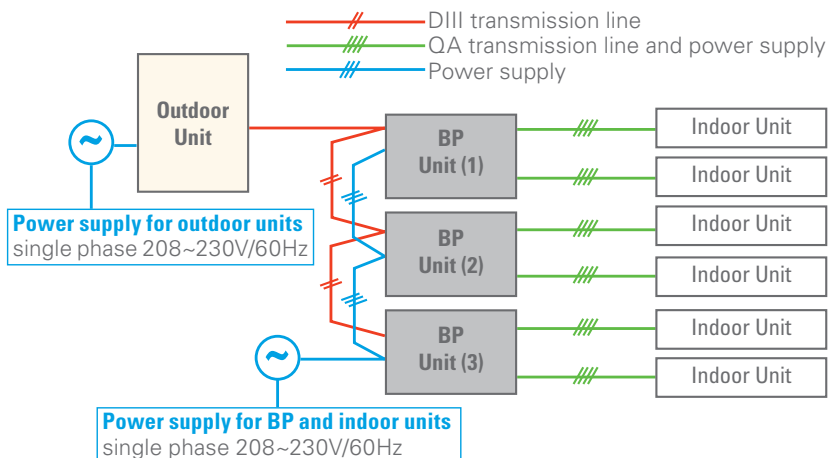 DIII transmission line
QA transmission line and power supply
Power supply
Outdoor
Unit
BP
Unit (1)
Indoor Unit
Indoor Unit
~
Power supply for outdoor units
single phase 208~230V/60Hz
BP
Unit (2)
Indoor Unit
Indoor Unit
BP
Unit (3)
Indoor Unit
Indoor Unit
~
Power supply for BP and indoor units
single phase 208~230V/60Hz